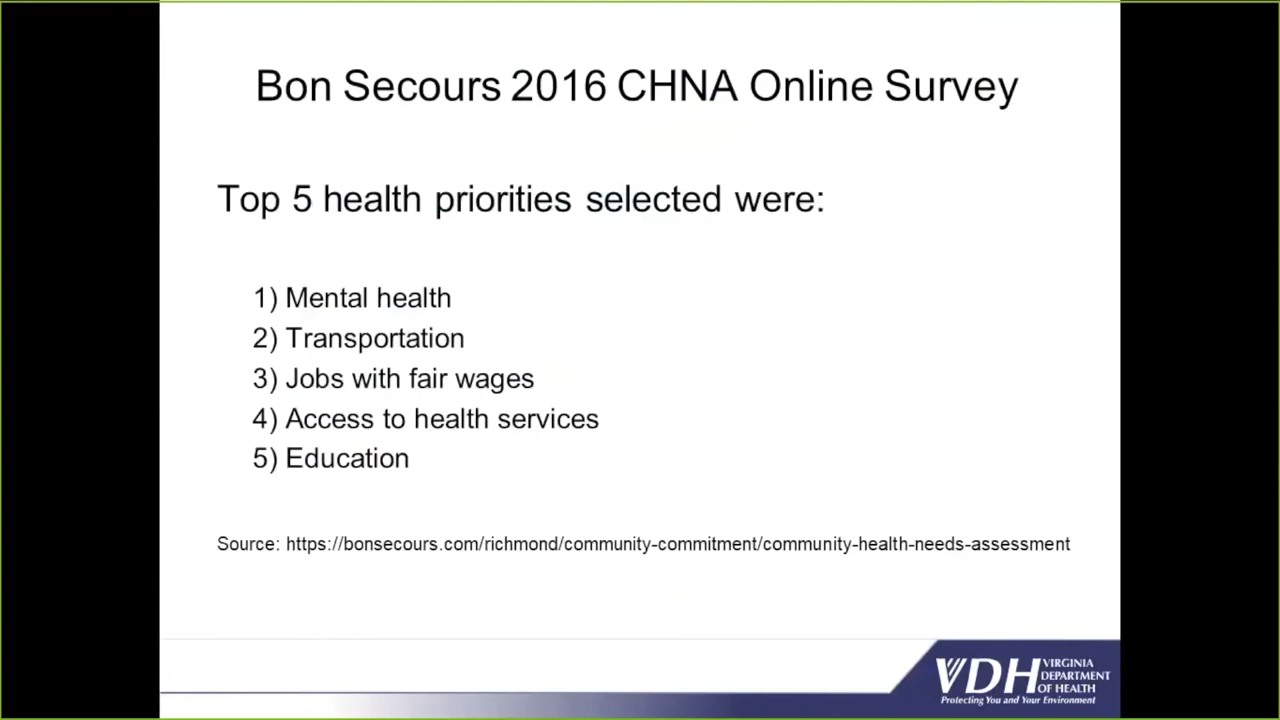 Bon Secours 2016 CHNA Online Survey
Top 5 health priorities selected were:
1) Mental health
2) Transportation
3) Jobs with fair wages
4) Access to health services
5) Education
Source: https://bonsecours.com/richmond/community-commitment/community-health-needs-assessment
VDH VIRGINIA
DEPARTMENT
OF HEALTH
Protecting You and Your Environment